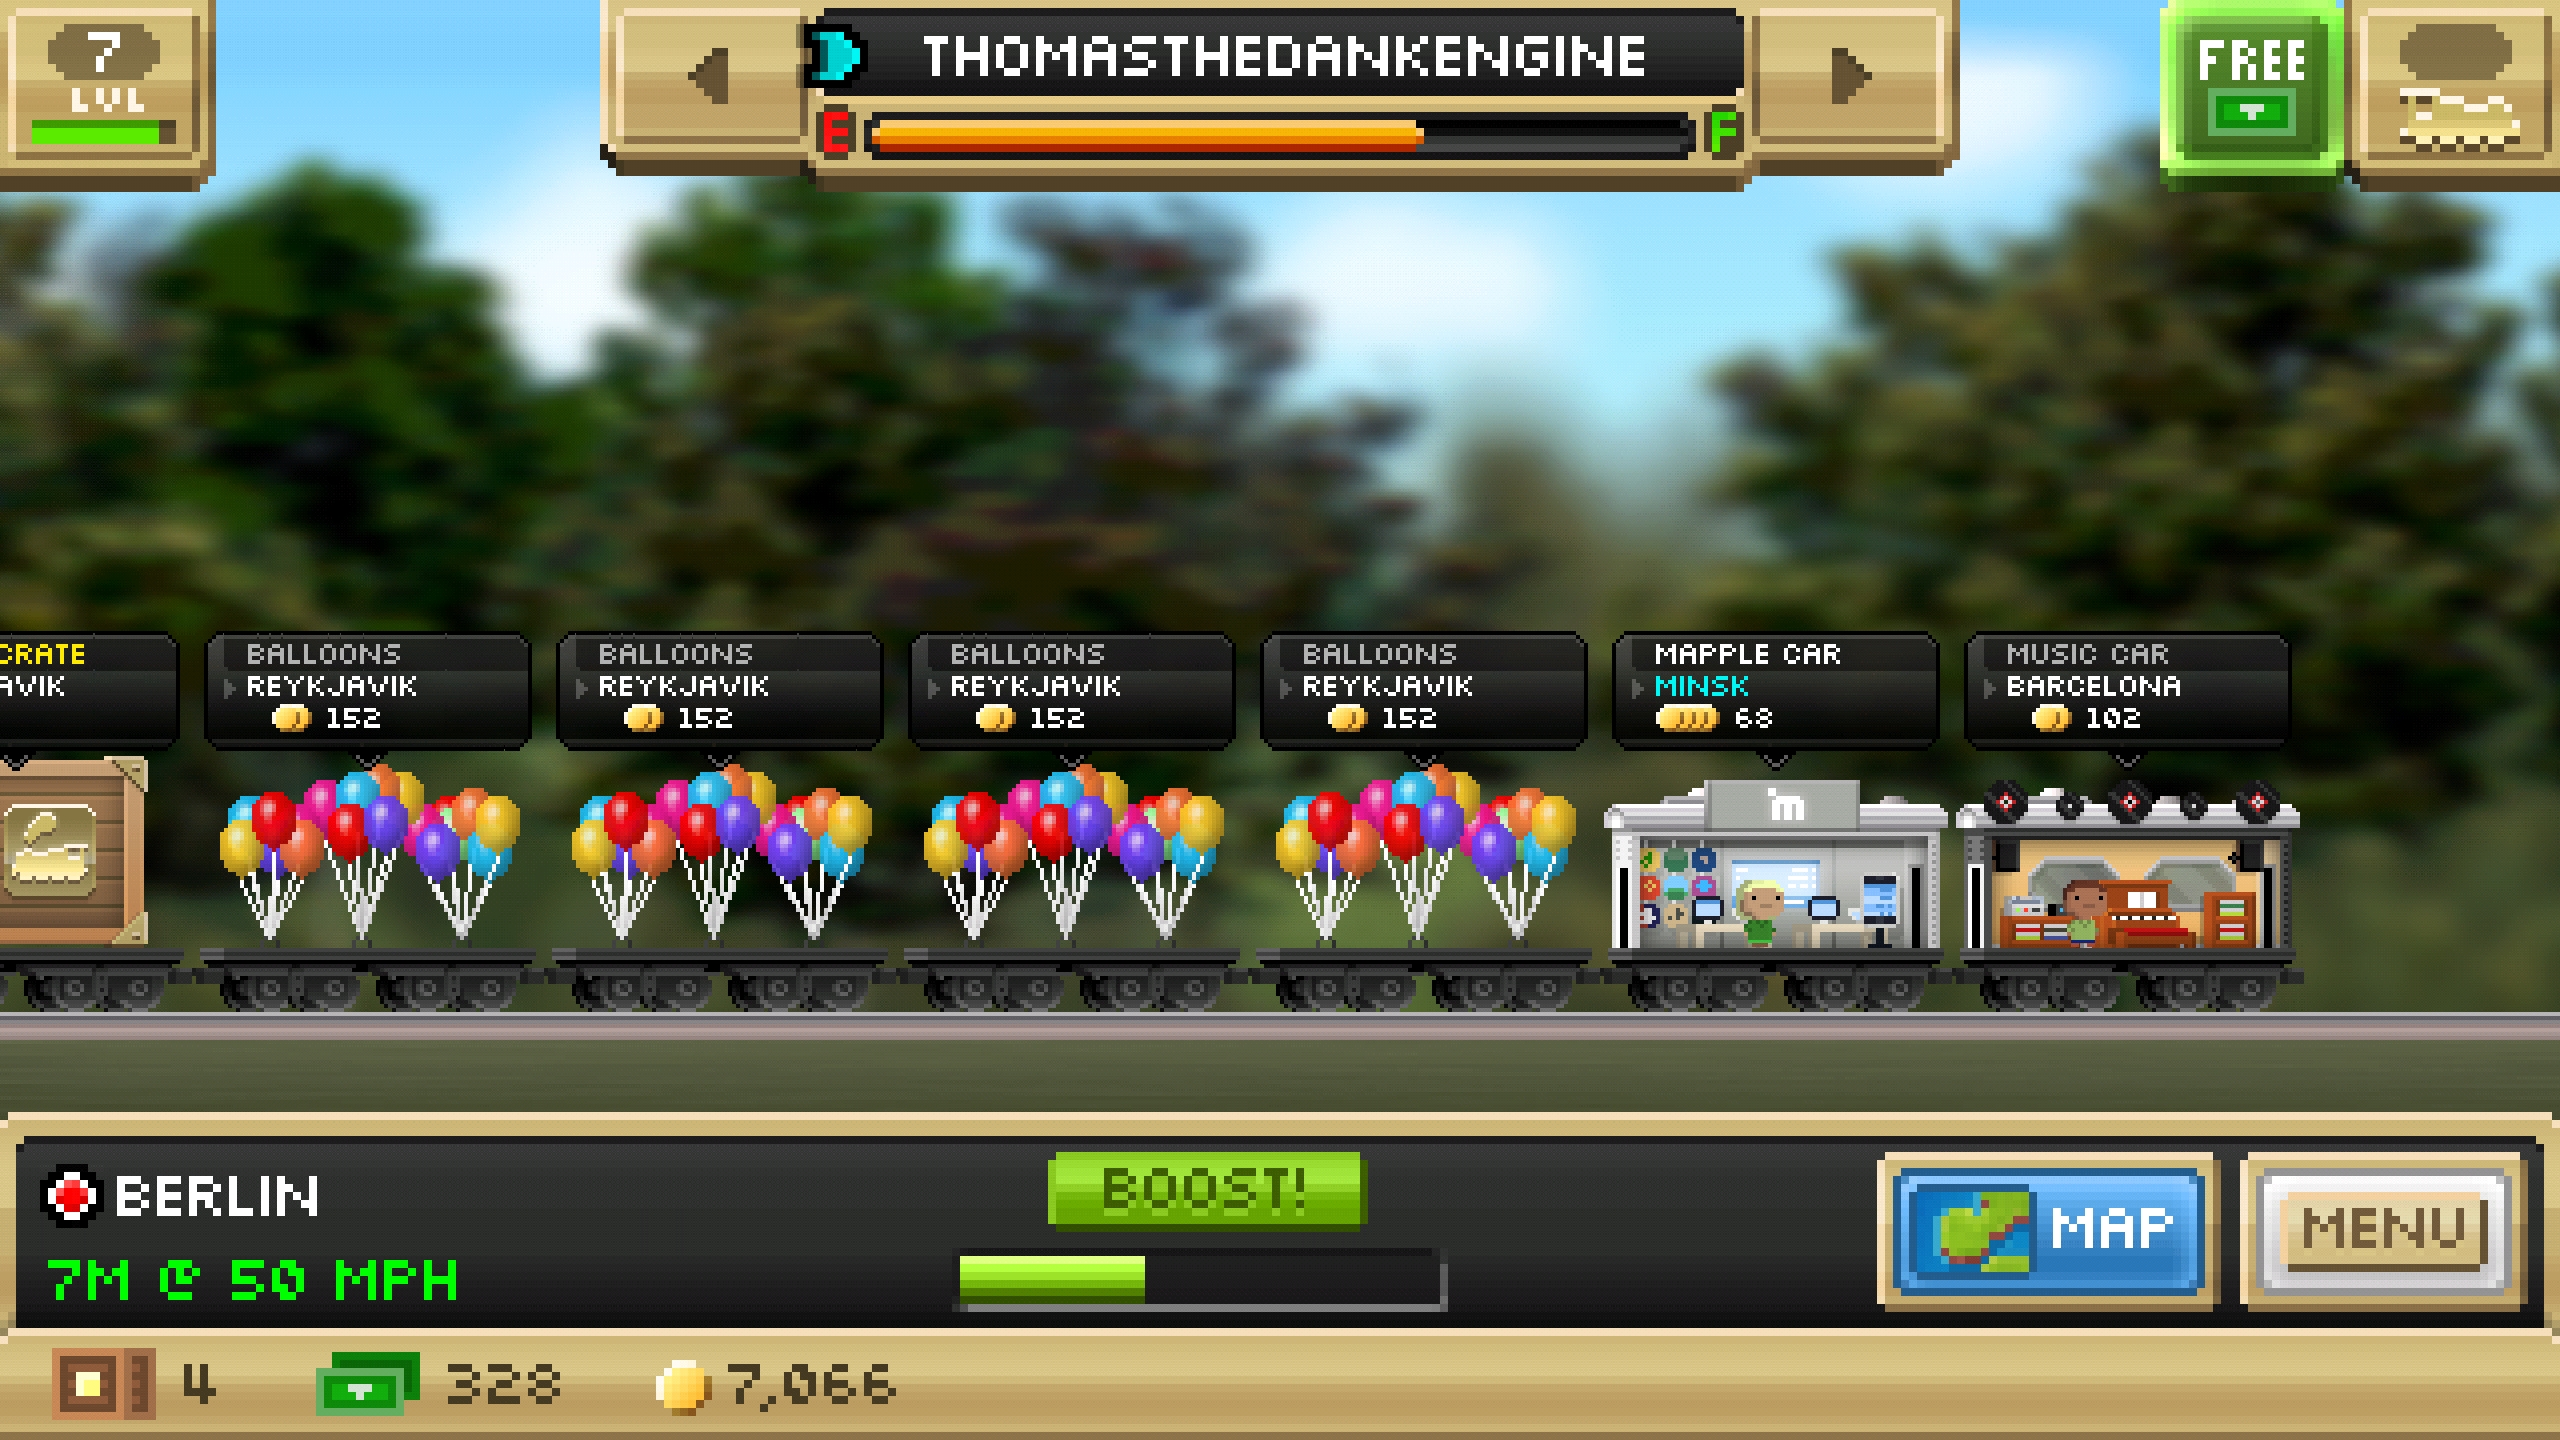 7
LVL
THOMASTHEDANKENGINE
E F
FREE
CRATE
AVIK
BALLOONS
REYKJAVIK
152
BALLOONS
REYKJAVIK
152
BALLOONS
REYKJAVIK
152
BALLOONS
REYKJAVIK
152
MAPPLE CAR
MINSK
68
MUSIC CAR
BARCELONA
102
m
BERLIN
7M @ 50 MPH
BOOST!
MAP
MENU
4
328
7,066